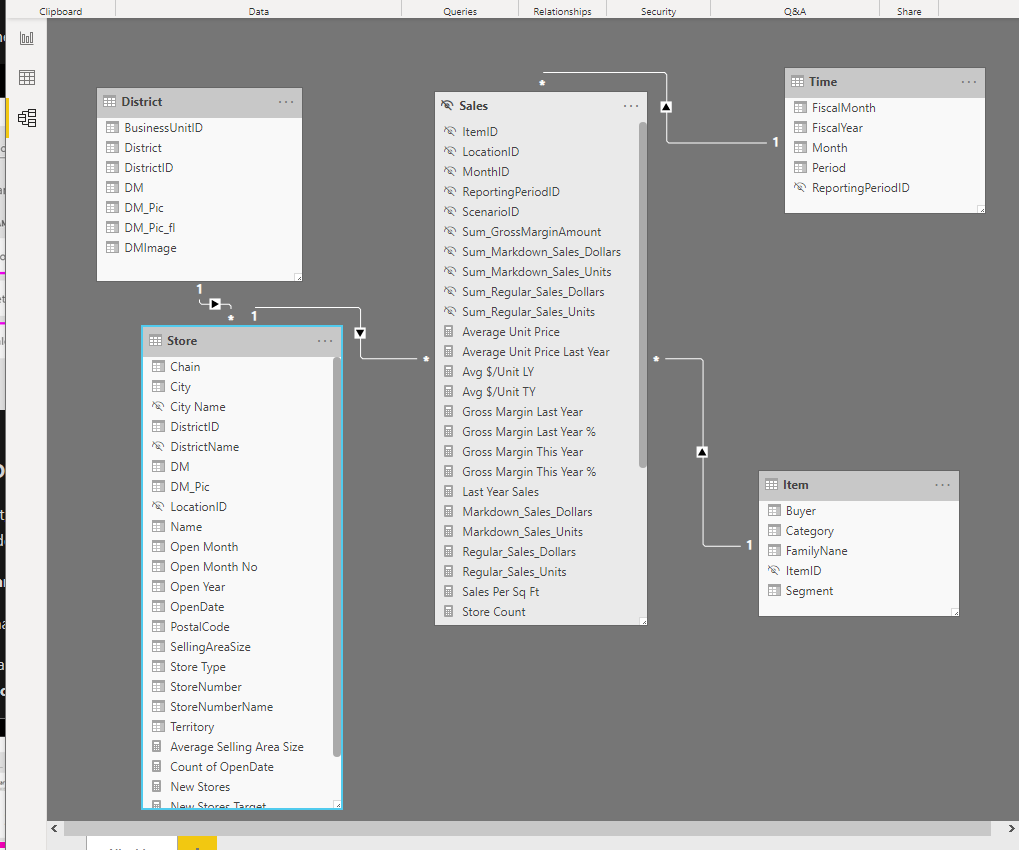 Clipboard
Data
Queries
Relationships
Security
Q&A
Share
District
BusinessUnitID
District
DistrictID
DM
DM_Pic
DM_Pic_fl
DMImage
1
*
1
*
Store
Chain
City
City Name
DistrictID
DistrictName
DM
DM_Pic
LocationID
Name
Open Month
Open Month No
Open Year
OpenDate
PostalCode
SellingAreaSize
Store Type
StoreNumber
StoreNumberName
Territory
Average Selling Area Size
Count of OpenDate
New Stores
New Stores Target
*
Sales
ItemID
LocationID
MonthID
ReportingPeriodID
ScenarioID
Sum_GrossMarginAmount
Sum_Markdown_Sales_Dollars
Sum_Markdown_Sales_Units
Sum_Regular_Sales_Dollars
Sum_Regular_Sales_Units
Average Unit Price
Average Unit Price Last Year
Avg $/Unit LY
Avg $/Unit TY
Gross Margin Last Year
Gross Margin Last Year %
Gross Margin This Year
Gross Margin This Year %
Last Year Sales
Markdown_Sales_Dollars
Markdown_Sales_Units
Regular_Sales_Dollars
Regular_Sales_Units
Sales Per Sq Ft
Store Count
1
Time
FiscalMonth
FiscalYear
Month
Period
ReportingPeriodID
*
1
Item
Buyer
Category
FamilyNane
ItemID
Segment